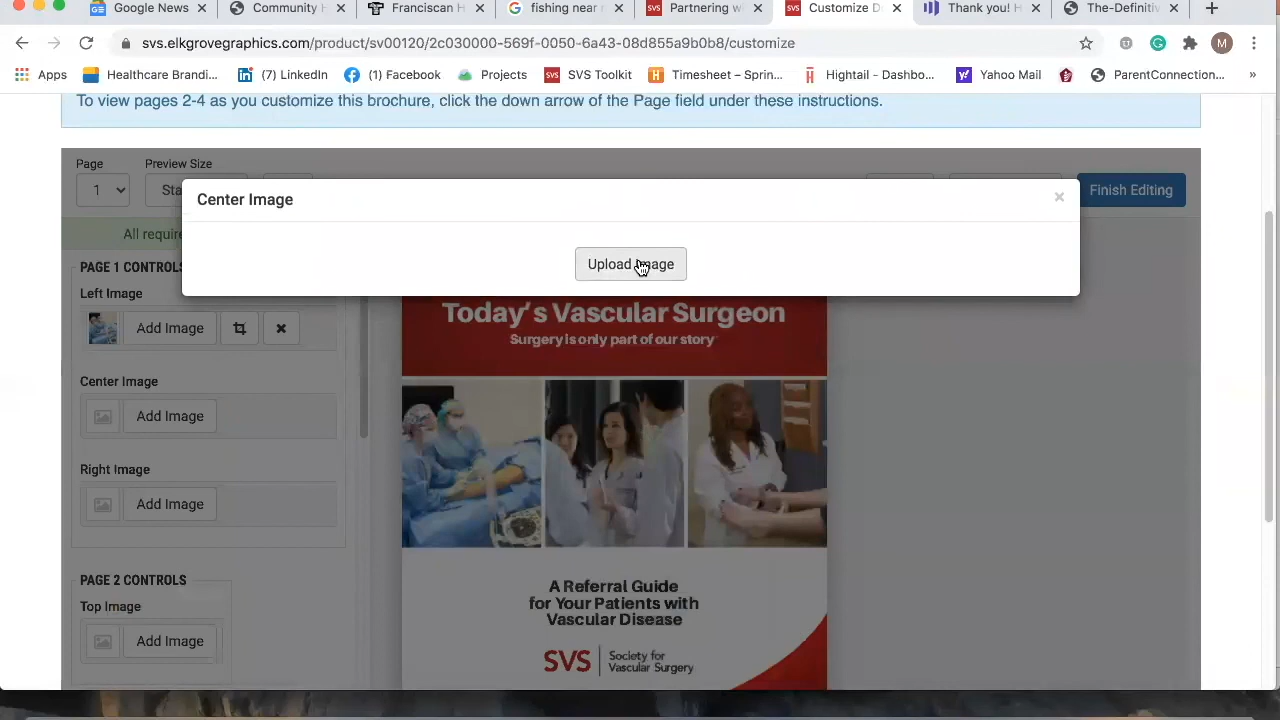 Google News
Community H
Franciscan H
fishing near
Partnering w
Customize D
Thank you! H
The-Definitiv
svs.elkgrovegraphics.com/product/sv00120/2c030000-569f-0050-6a43-08d855a9b0b8/customize
M
Apps
Healthcare Brandi...
(7) LinkedIn
(1) Facebook
Projects
SVS Toolkit
Timesheet – Sprin...
Hightail - Dashbo...
Yahoo Mail
ParentConnection...
»
To view pages 2-4 as you customize this brochure, click the down arrow of the Page field under these instructions.
Page
Preview Size
1
Sta
Finish Editing
Center Image
×
Upload Image
All require
PAGE 1 CONTROLS
Left Image
Add Image
Center Image
Add Image
Right Image
Add Image
PAGE 2 CONTROLS
Top Image
Add Image
Today's Vascular Surgeon
Surgery is only part of our story
A Referral Guide
for Your Patients with
Vascular Disease
SVS
Society for
Vascular Surgery